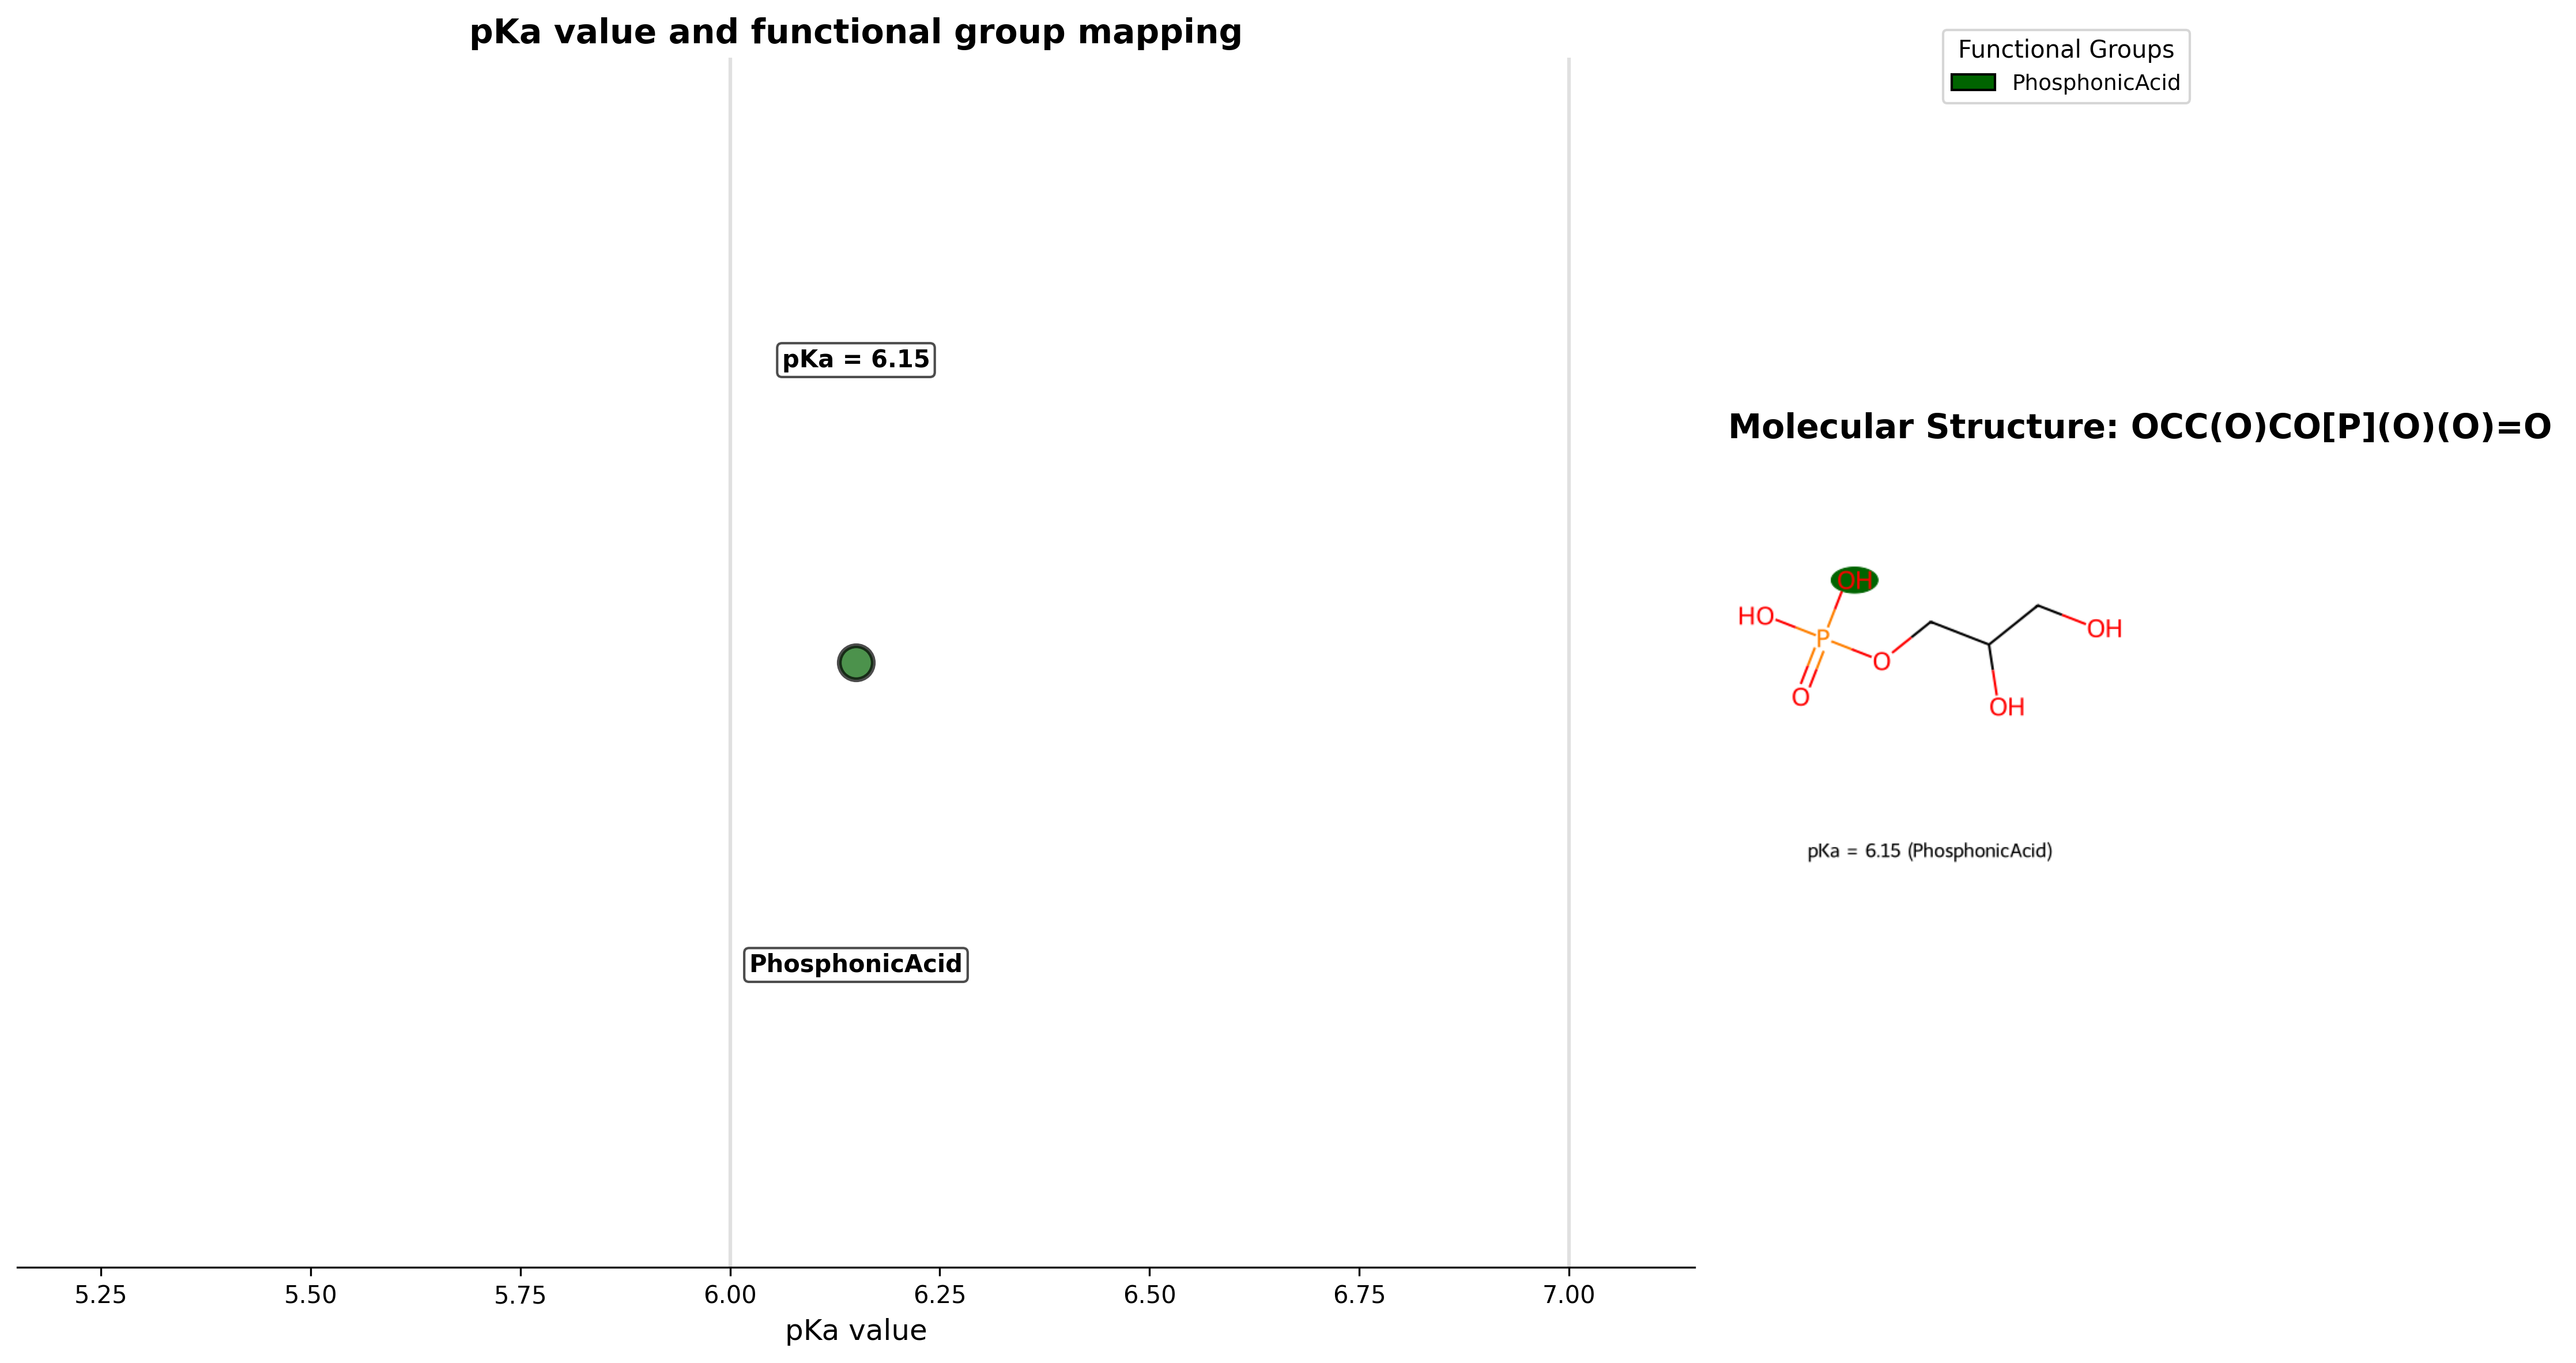 pKa value and functional group mapping
Functional Groups
PhosphonicAcid
pKa = 6.15
Molecular Structure: OCC(O)CO[P](O)(O)=O
OH
HO
P
OH
O
O
OH
pKa = 6.15 (PhosphonicAcid)
PhosphonicAcid
5.25 5.50 5.75 6.00 6.25 6.50 6.75 7.00
pKa value